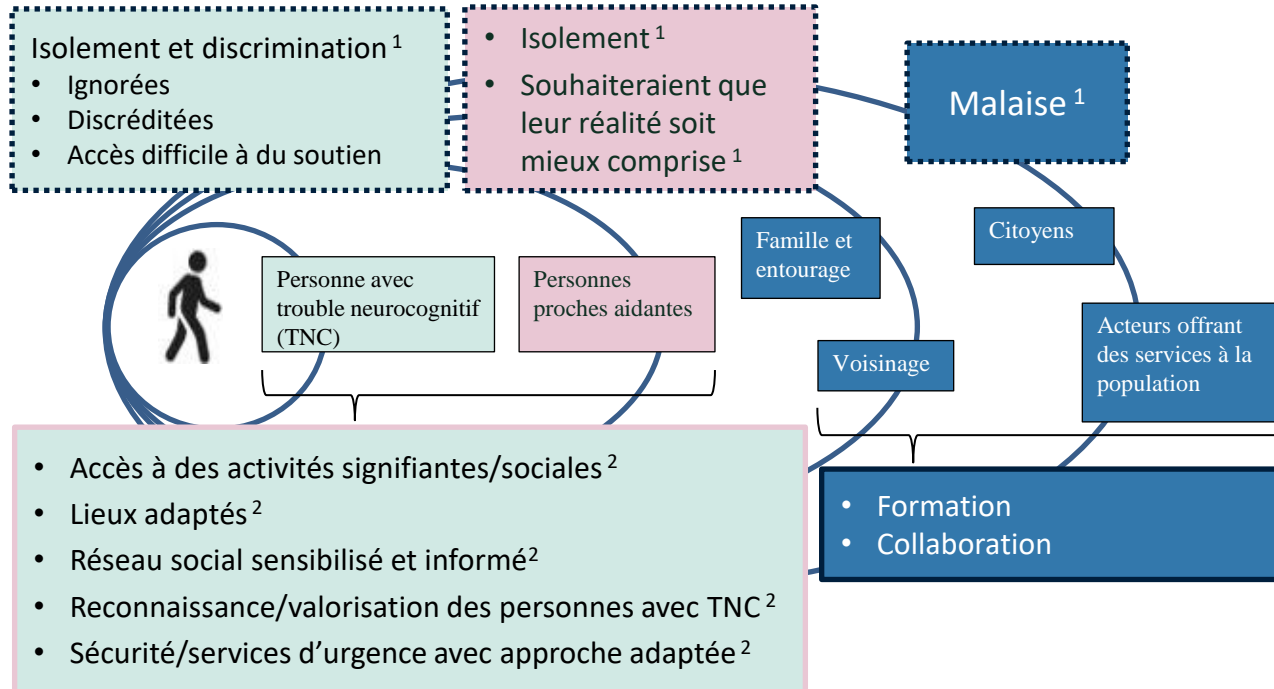 Isolement et discrimination ¹
• Ignorées
• Discréditées
• Accès difficile à du soutien
• Isolement ¹
• Souhaiteraient que
leur réalité soit
mieux comprise ¹
Malaise ¹
Personne avec
trouble neurocognitif
(TNC)
Personnes
proches aidantes
Famille et
entourage
Voisinage
Citoyens
Acteurs offrant
des services à la
population
• Accès à des activités signifiantes/sociales ²
• Lieux adaptés ²
• Réseau social sensibilisé et informé²
• Reconnaissance/valorisation des personnes avec TNC ²
• Sécurité/services d’urgence avec approche adaptée ²
• Formation
• Collaboration